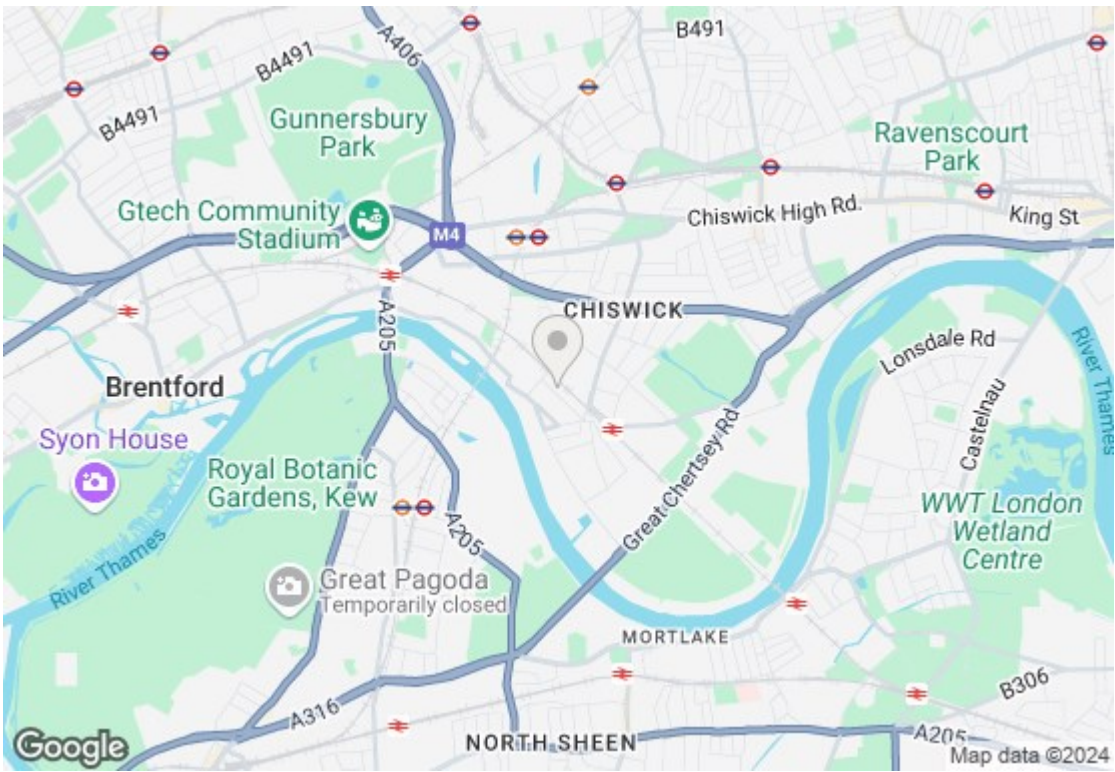 A406
B491
B4491
B4491
Gunnersbury
Park
Ravenscourt
Park
Gtech Community
Stadium
Chiswick High Rd.
King St
M4
A205
CHISWICK
Lonsdale Rd
River Thames
Brentford
Castelnau
Syon House
Great Chertsey Rd
Royal Botanic
Gardens, Kew
WWT London
Wetland
Centre
A205
River Thames
Great Pagoda
Temporarily closed
MORTLAKE
B306
A316
NORTH SHEEN
A205
Google
Map data ©2024